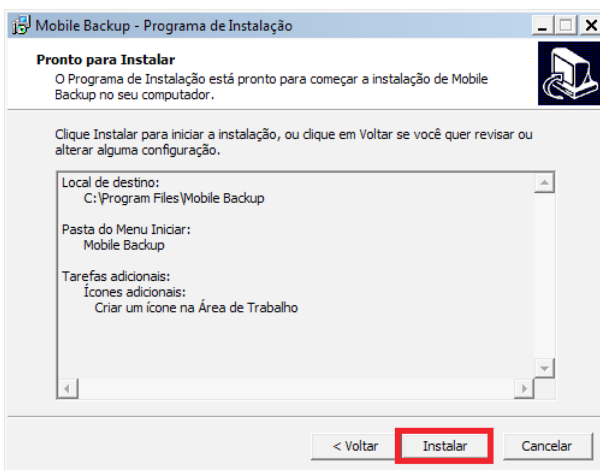 Mobile Backup - Programa de Instalação
Pronto para Instalar
O Programa de Instalação está pronto para começar a instalação de Mobile
Backup no seu computador.
Clique Instalar para iniciar a instalação, ou clique em Voltar se você quer revisar ou
alterar alguma configuração.
Local de destino:
C:\Program Files\Mobile Backup
Pasta do Menu Iniciar:
Mobile Backup
Tarefas adicionais:
Ícones adicionais:
Criar um ícone na Área de Trabalho
< Voltar
Instalar
Cancelar